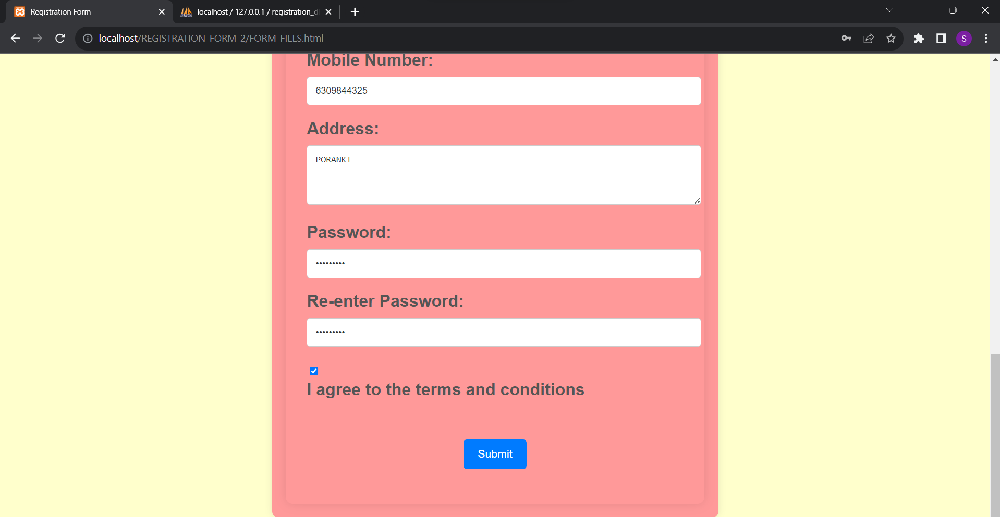 Registration Form
localhost / 127.0.0.1 / registration_d
localhost/REGISTRATION_FORM_2/FORM_FILLS.html
S
Mobile Number:
6309844325
Address:
PORANKI
Password:
•••••••••
Re-enter Password:
•••••••••
I agree to the terms and conditions
Submit